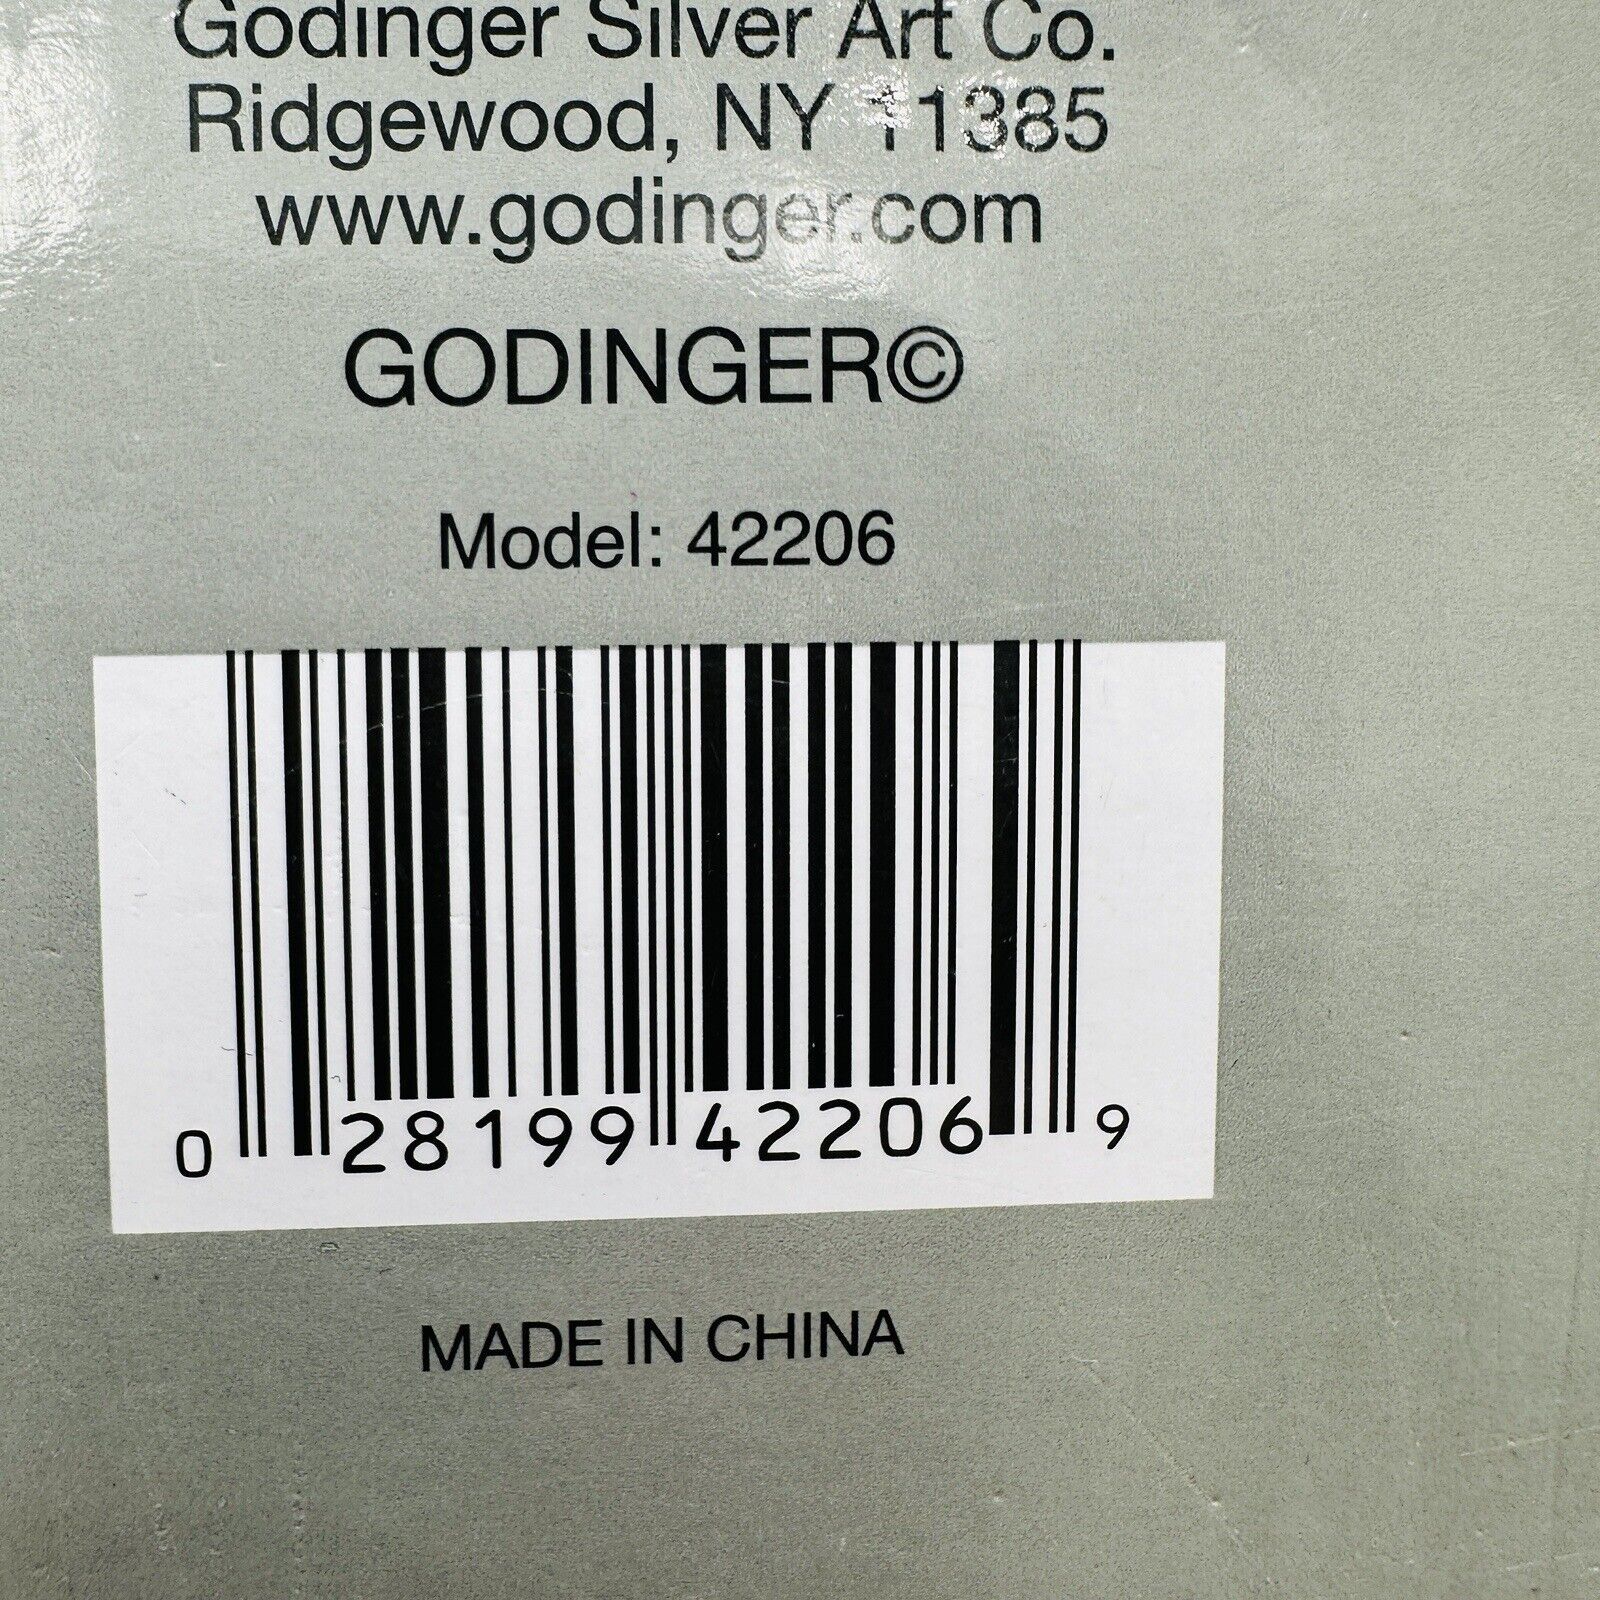 Godinger Silver Art Co.
Ridgewood, NY 11385
www.godinger.com
GODINGER©
Model: 42206
0 28199 42206 9
MADE IN CHINA